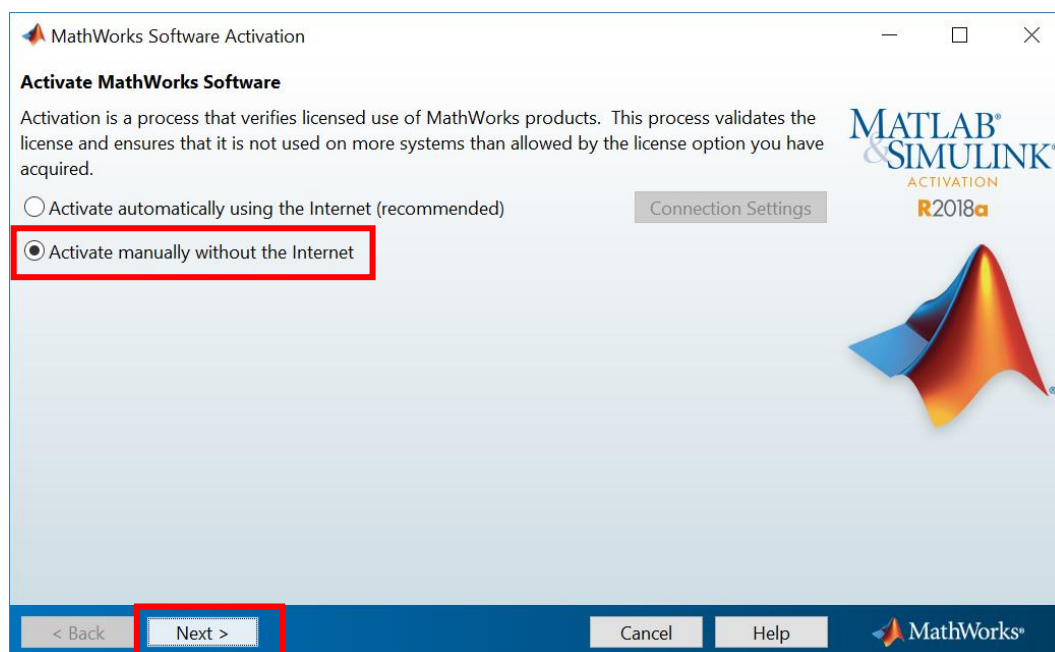 MathWorks Software Activation
Activate MathWorks Software
Activation is a process that verifies licensed use of MathWorks products. This process validates the
license and ensures that it is not used on more systems than allowed by the license option you have
acquired.
Activate automatically using the Internet (recommended)
Connection Settings
Activate manually without the Internet
MATLAB®
&SIMULINK®
ACTIVATION
R2018a
®
< Back
Next >
Cancel
Help
MathWorks®